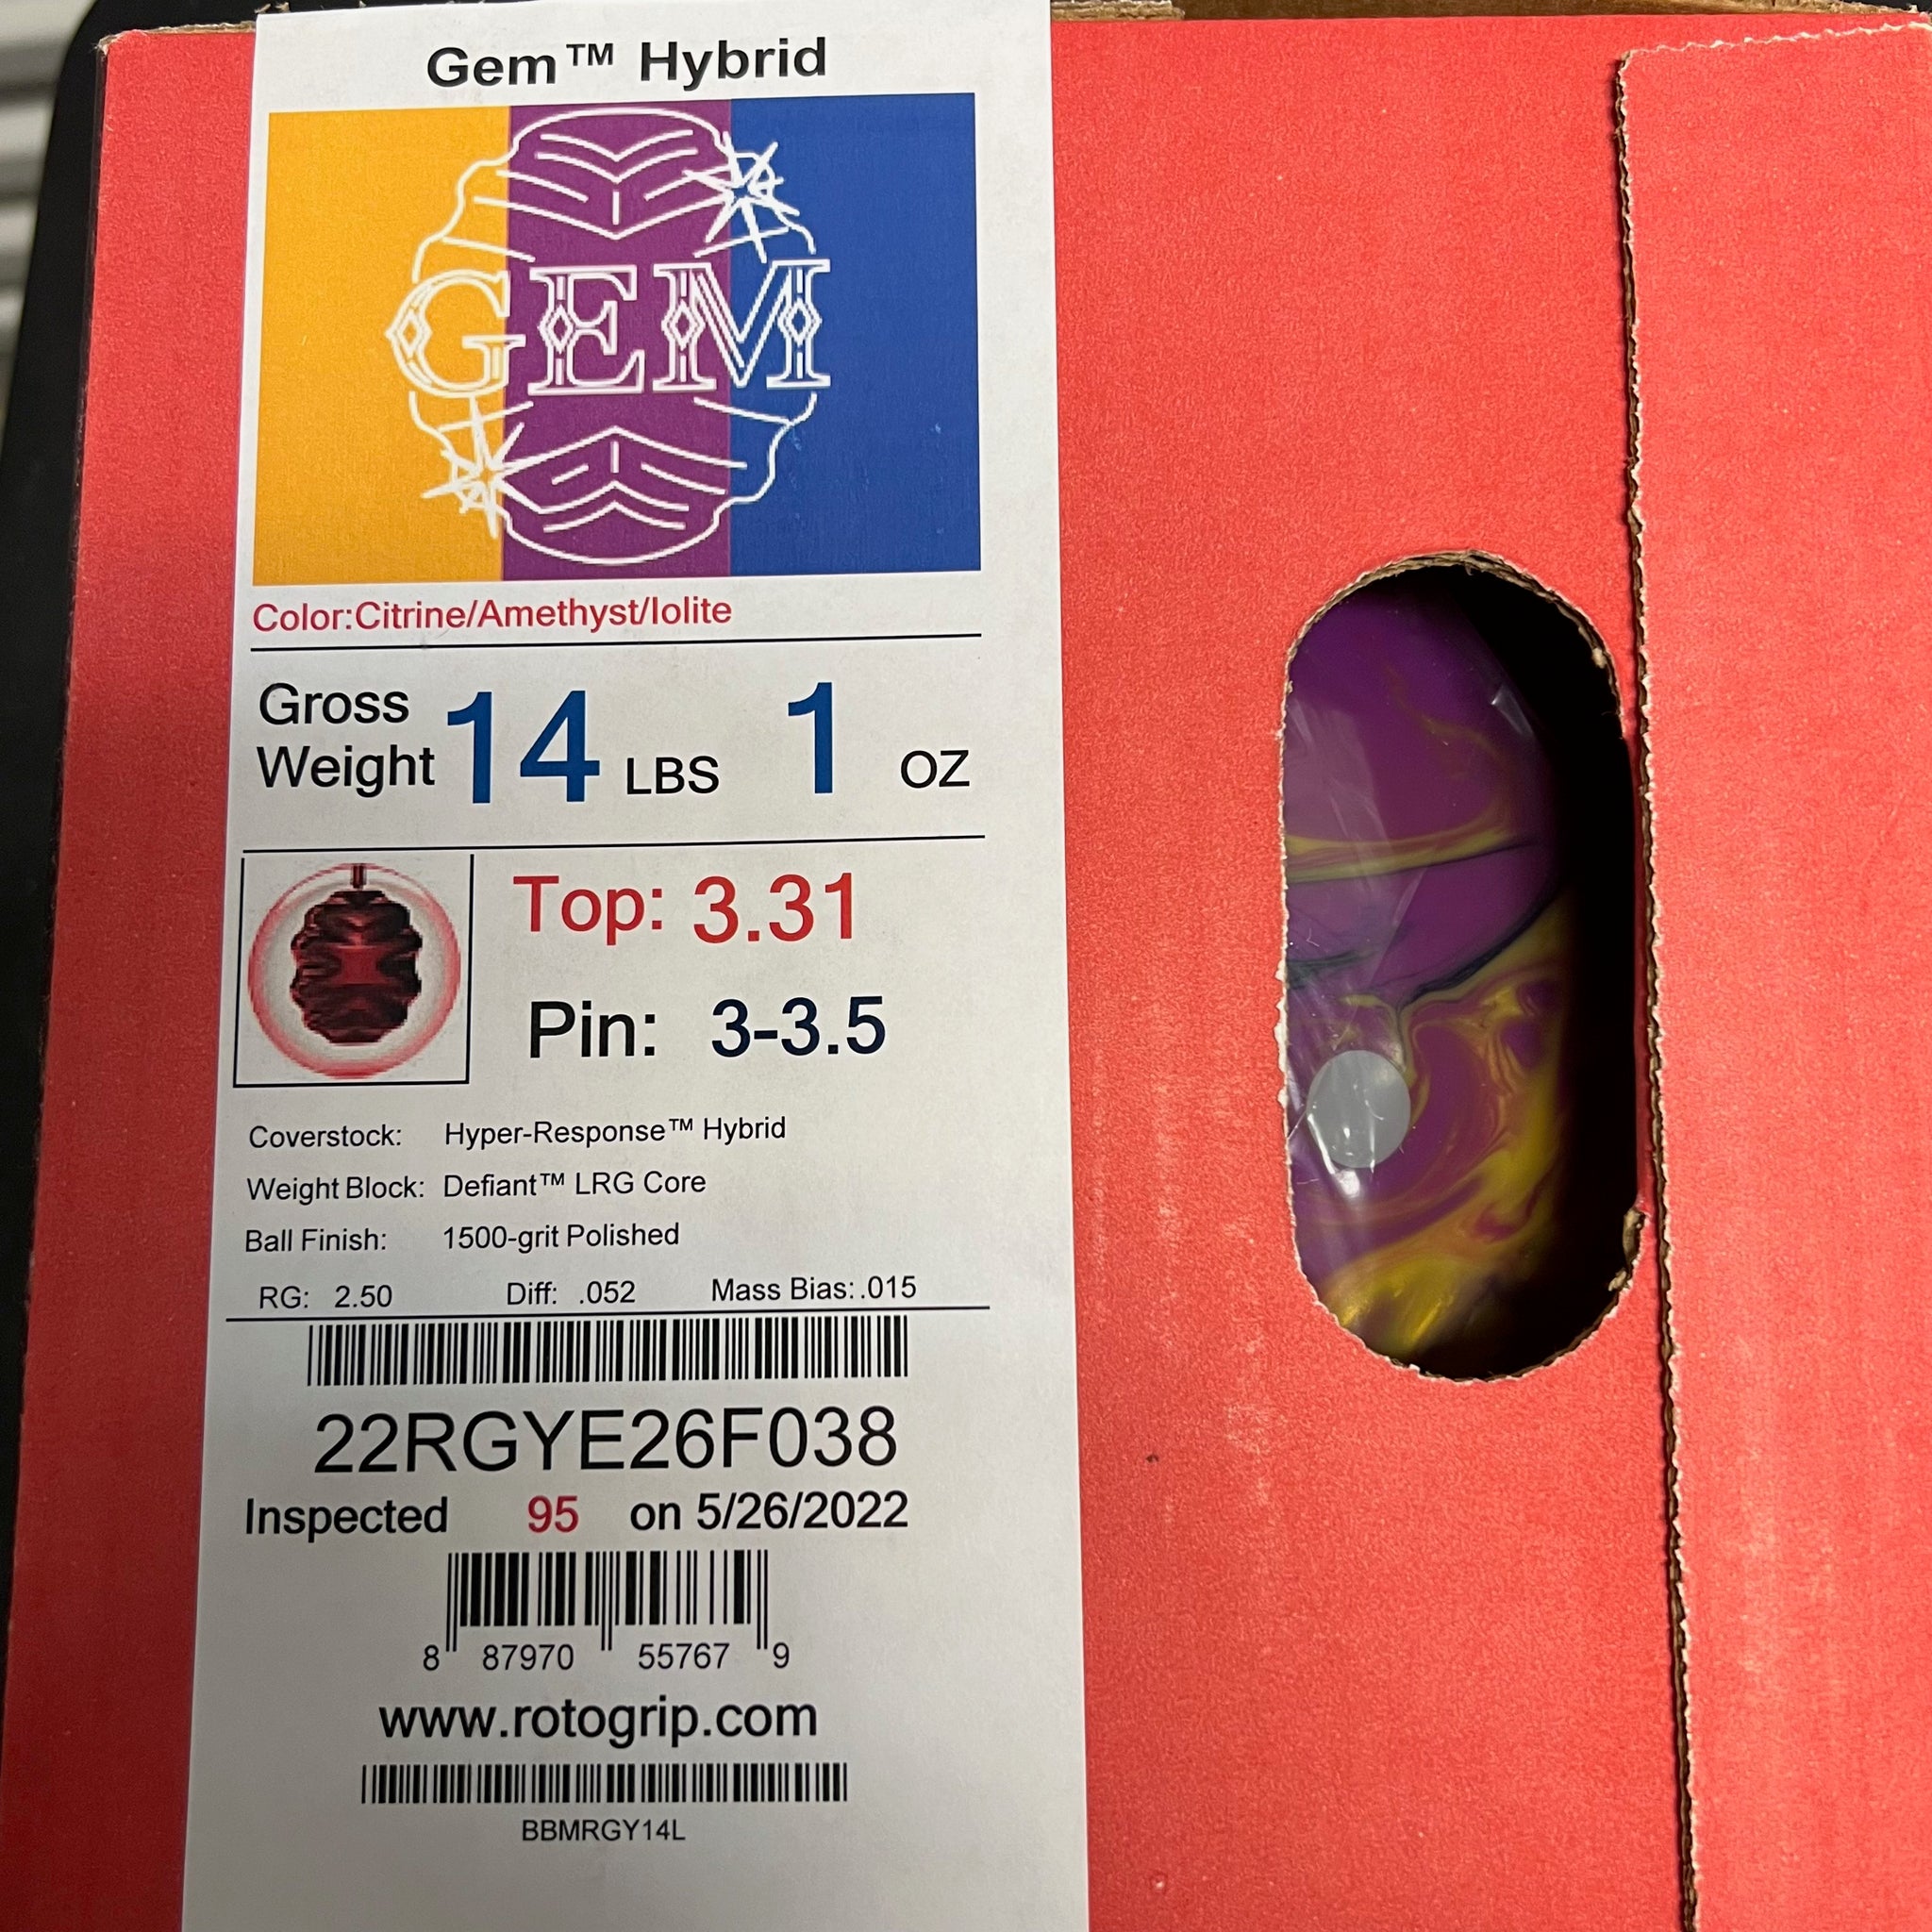 Gem™ Hybrid
GEM
Color:Citrine/Amethyst/Iolite
Gross Weight 14 LBS 1 OZ
Top: 3.31
Pin: 3-3.5
Coverstock: Hyper-Response™ Hybrid
Weight Block: Defiant™ LRG Core
Ball Finish: 1500-grit Polished
RG: 2.50 Diff: .052 Mass Bias: .015
22RGYE26F038
Inspected 95 on 5/26/2022
8 87970 55767 9
www.rotogrip.com
BBMRGY14L